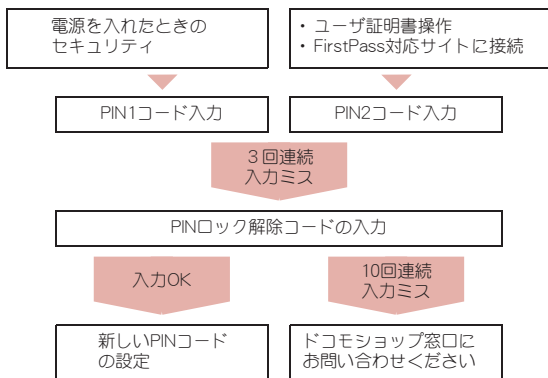 電源を入れたときの
セキュリティ
・ユーザ証明書操作
・FirstPass対応サイトに接続
PIN1コード入力
PIN2コード入力
３回連続
入力ミス
PINロック解除コードの入力
入力OK
10回連続
入力ミス
新しいPINコード
の設定
ドコモショップ窓口に
お問い合わせください